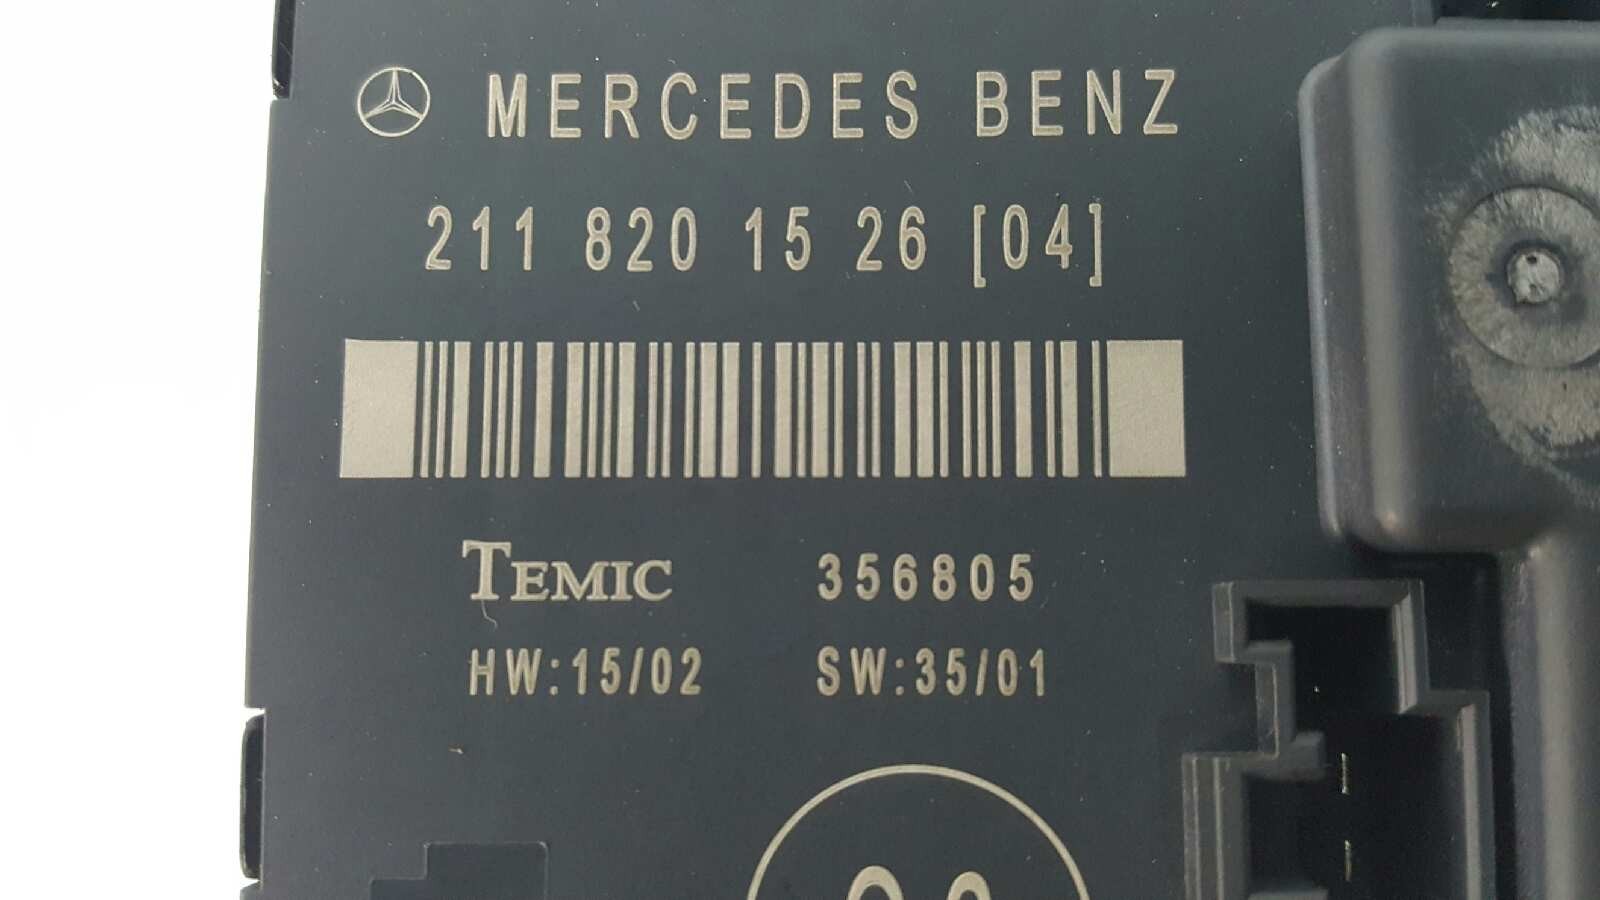 MERCEDES BENZ
211 820 15 26 [04]
TEMIC 356805
HW:15/02 SW:35/01